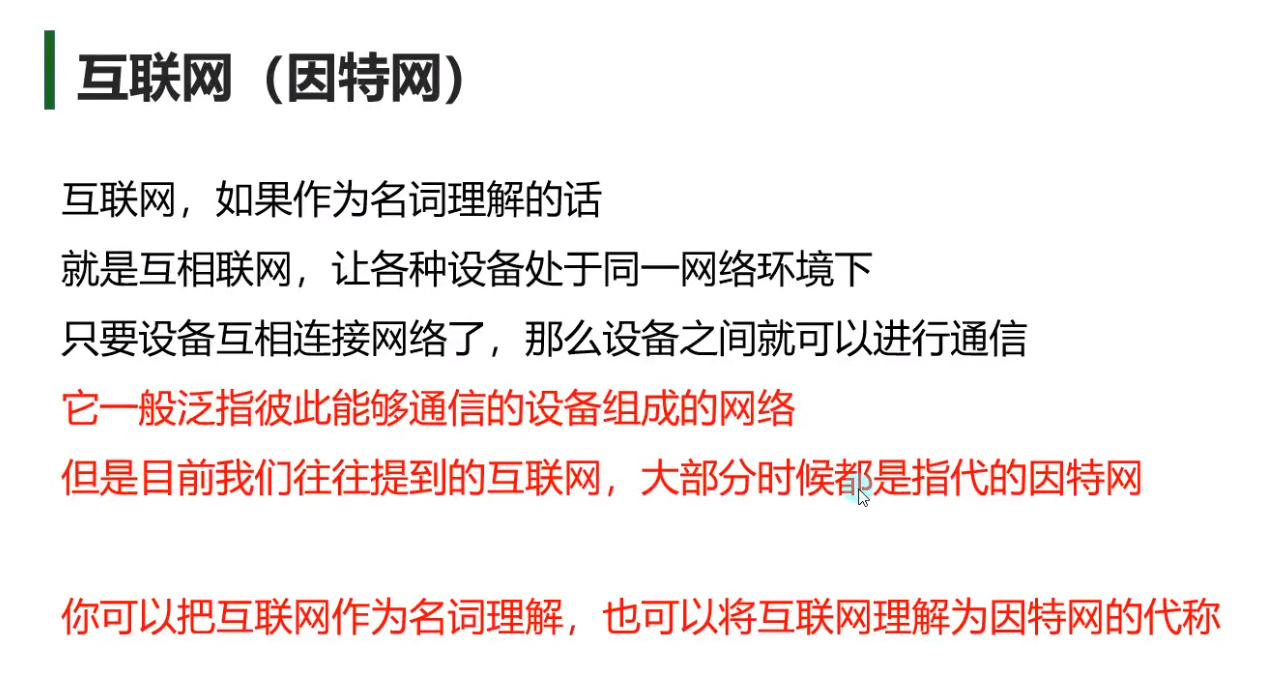 互联网（因特网）
互联网，如果作为名词理解的话
就是互相联网，让各种设备处于同一网络环境下
只要设备互相连接网络了，那么设备之间就可以进行通信
它一般泛指彼此能够通信的设备组成的网络
但是目前我们往往提到的互联网，大部分时候都是指代的因特网
你可以把互联网作为名词理解，也可以将互联网理解为因特网的代称